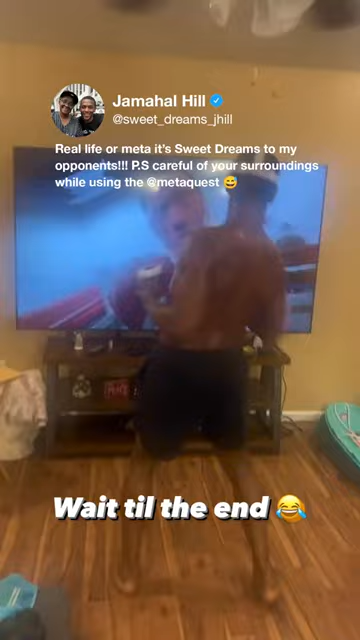 Jamahal Hill
@sweet_dreams_jhill
Real life or meta it's Sweet Dreams to my
opponents!!! P.S careful of your surroundings
while using the @metaquest 😅
Wait til the end 😂